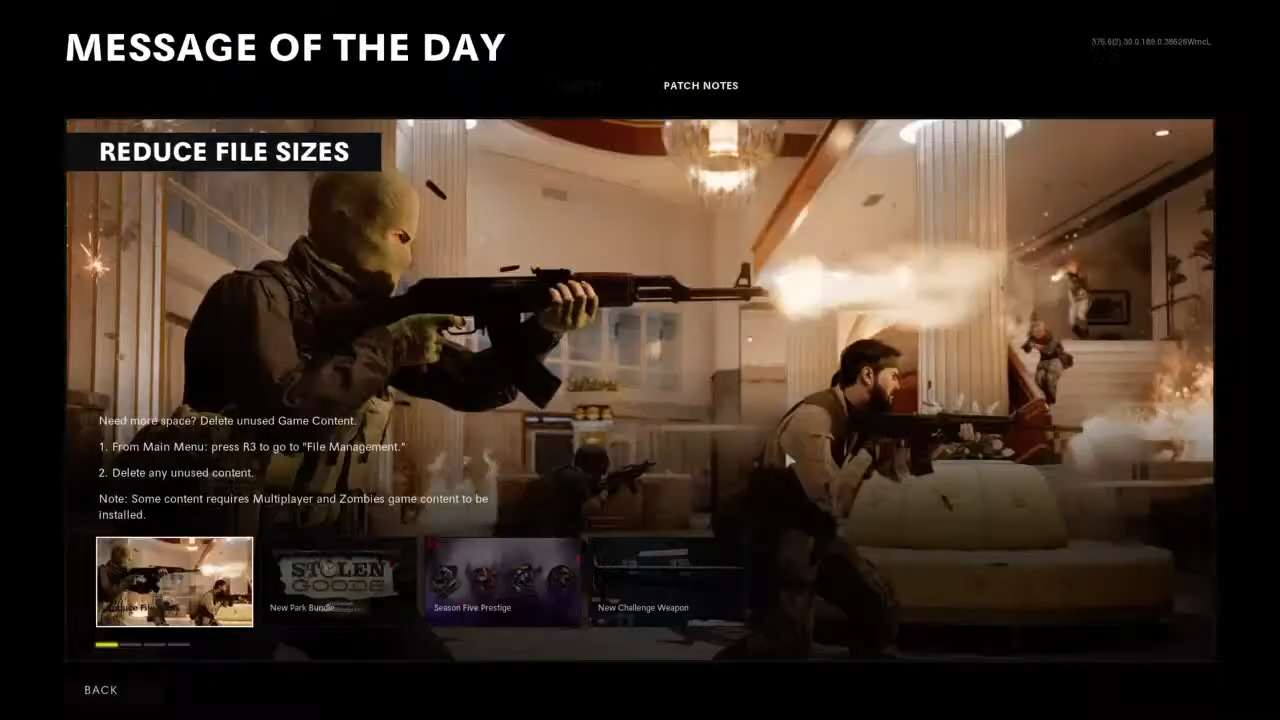 MESSAGE OF THE DAY
PATCH NOTES
REDUCE FILE SIZES
Need more space? Delete unused Game Content.
1. From Main Menu: press R3 to go to "File Management."
2. Delete any unused content.
Note: Some content requires Multiplayer and Zombies game content to be
installed.
STOLEN
GOODS
New Park Bundle
Season Five Prestige
New Challenge Weapon
BACK